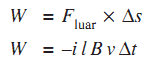 W = F_luar × Δs
W = −i l B v Δt